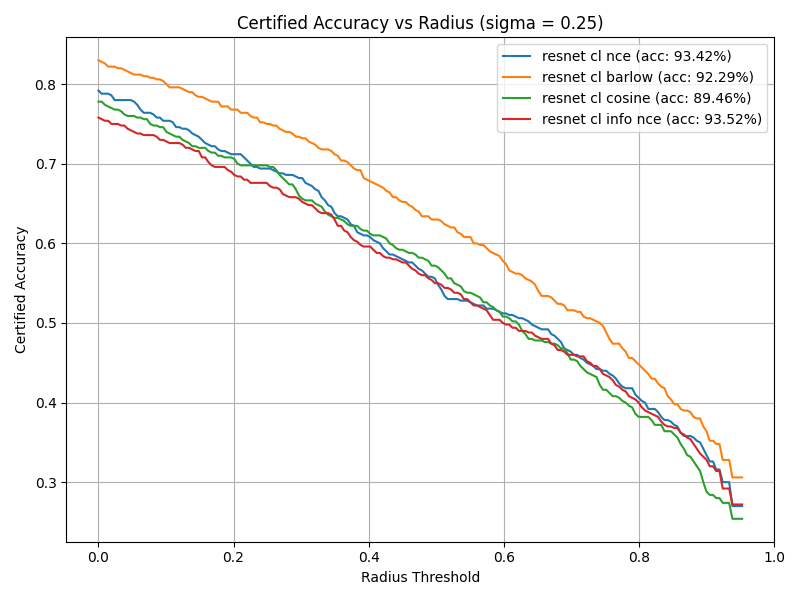 Certified Accuracy vs Radius (sigma = 0.25)
resnet cl nce (acc: 93.42%)
resnet cl barlow (acc: 92.29%)
resnet cl cosine (acc: 89.46%)
resnet cl info nce (acc: 93.52%)
Certified Accuracy
0.8
0.7
0.6
0.5
0.4
0.3
0.0 0.2 0.4 0.6 0.8 1.0
Radius Threshold